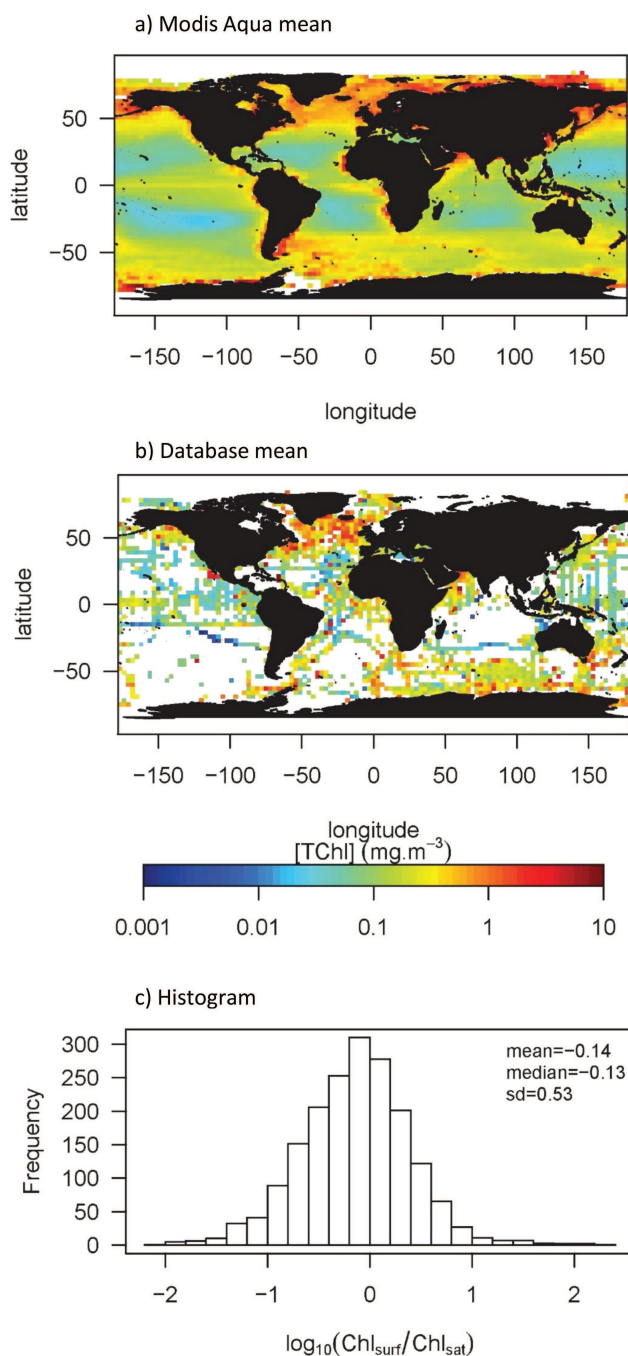 a) Modis Aqua mean
latitude
50
0
−50
−150 −100 −50 0 50 100 150
longitude
b) Database mean
latitude
50
0
−50
−150 −100 −50 0 50 100 150
longitude
[TChl] (mg.m⁻³)
0.001 0.01 0.1 1 10
c) Histogram
mean=−0.14
median=−0.13
sd=0.53
Frequency
300
250
200
150
100
50
0
−2 −1 0 1 2
log₁₀(Chlsurf/Chlsat)